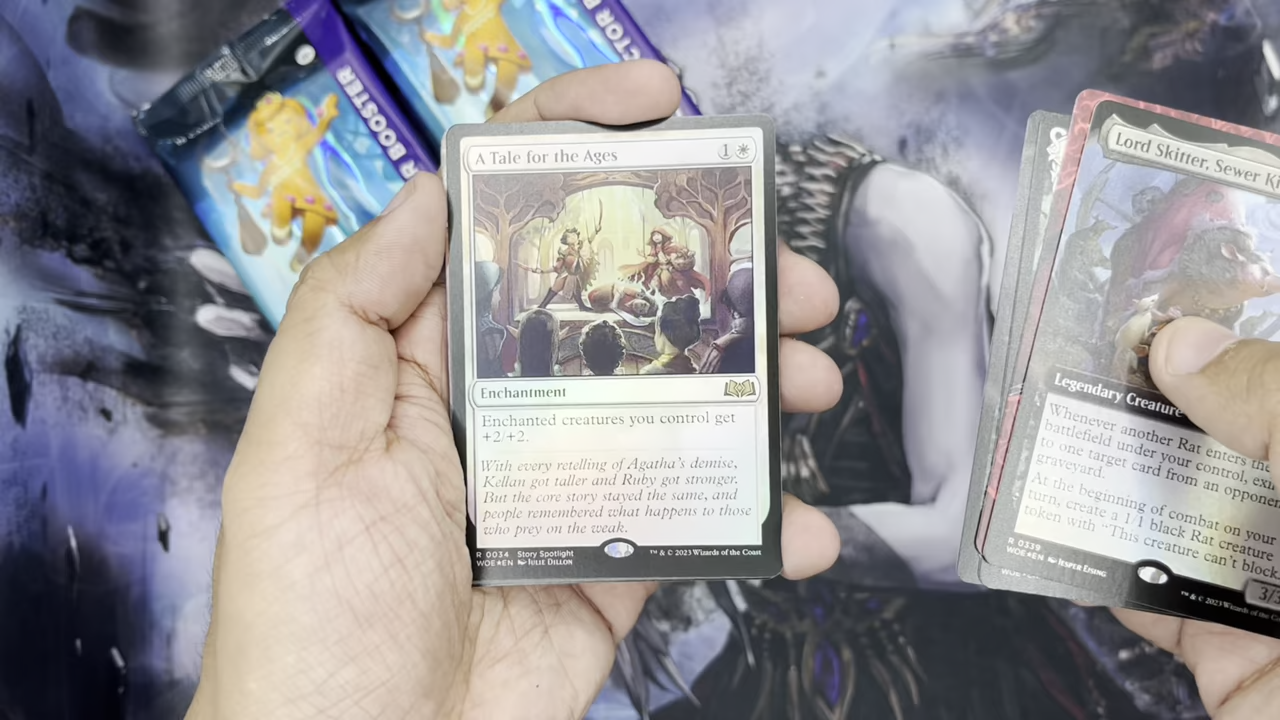 R BOOSTER
CTOR B
A Tale for the Ages
1
Enchantment
Enchanted creatures you control get
+2/+2.
With every retelling of Agatha's demise,
Kellan got taller and Ruby got stronger.
But the core story stayed the same, and
people remembered what happens to those
who prey on the weak.
R 0034 Story Spotlight
WOE★EN Julie Dillon
™ & © 2023 Wizards of the Coast
Lord Skitter, Sewer Ki
Legendary Creature
Whenever another Rat enters the
battlefield under your control, exi
to one target card from an opponen
graveyard.
At the beginning of combat on your
turn, create a 1/1 black Rat creature
token with "This creature can't block.
3/3
R 0339
WOE★EN Jesper Ejsing
™ & © 2023 Wizards of the Co